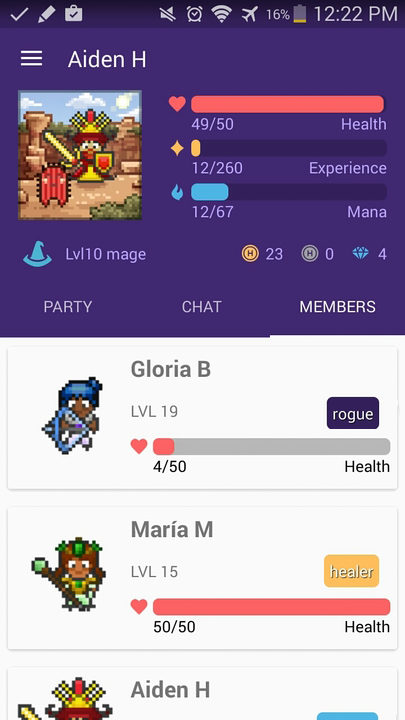 16% 12:22 PM
Aiden H
49/50 Health
12/260 Experience
12/67 Mana
Lvl10 mage 23 0 4
PARTY CHAT MEMBERS
Gloria B
LVL 19 rogue
4/50 Health
María M
LVL 15 healer
50/50 Health
Aiden H